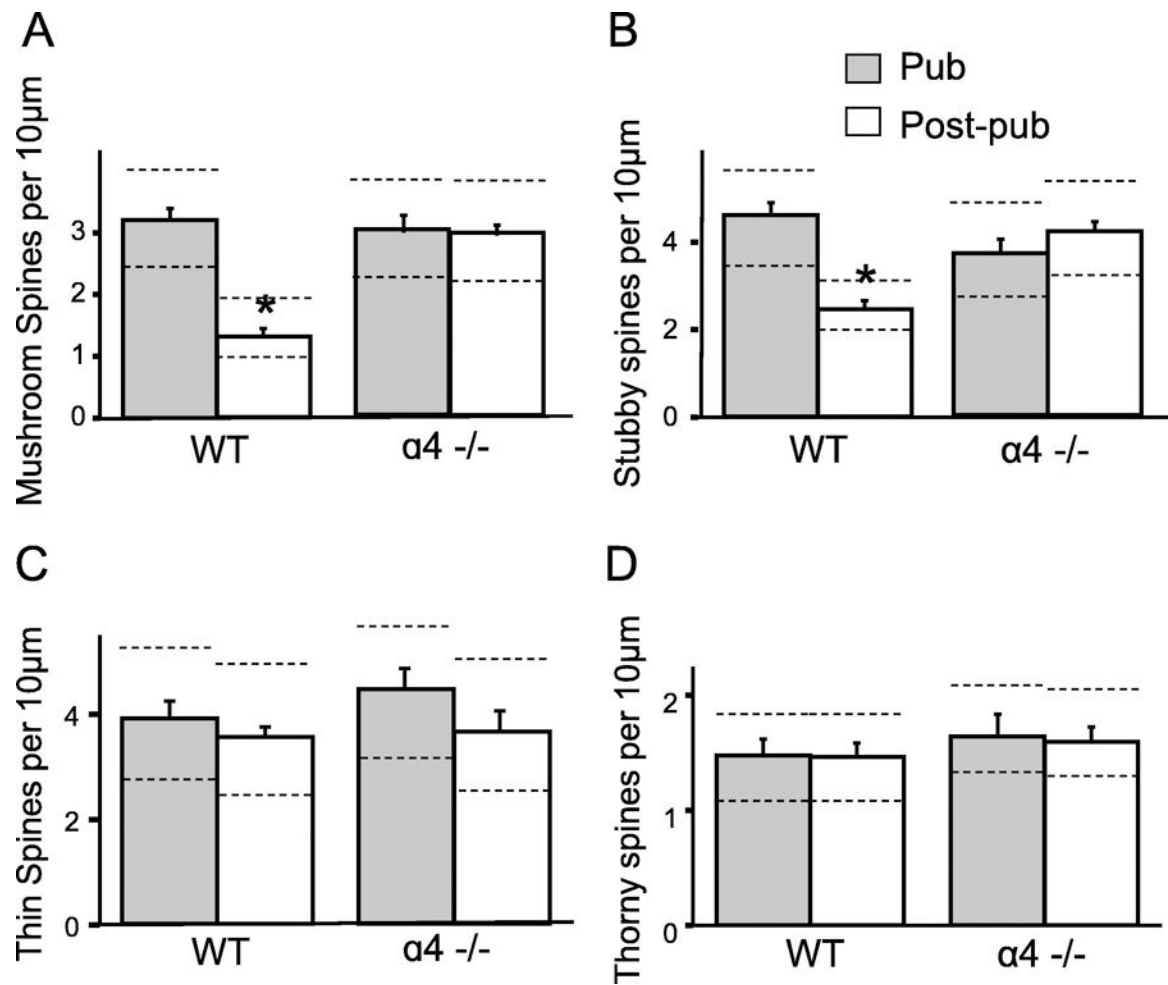 A
Mushroom Spines per 10μm
3
2
1
0
*
WT
α4 -/-
B
Pub
Post-pub
Stubby spines per 10μm
4
2
0
*
WT
α4 -/-
C
Thin Spines per 10μm
4
2
0
WT
α4 -/-
D
Thorny spines per 10μm
2
1
0
WT
α4 -/-